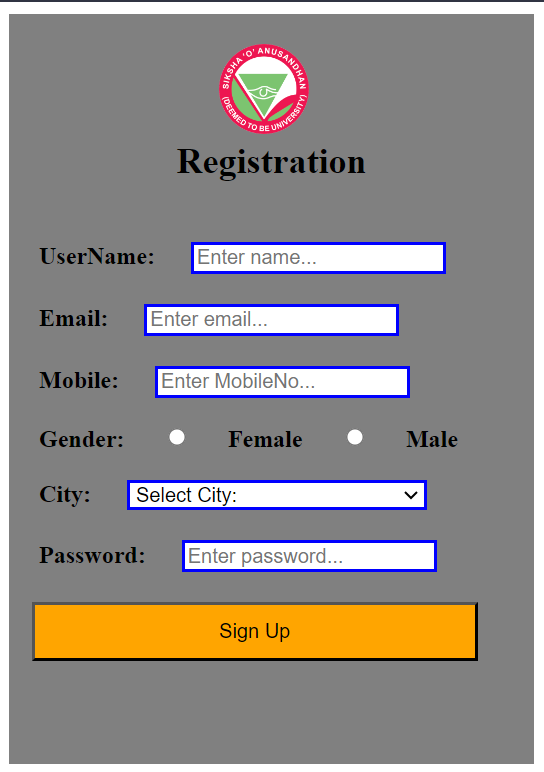 SIKSHA 'O' ANUSANDHAN
(DEEMED TO BE UNIVERSITY)
Registration
UserName: Enter name...
Email: Enter email...
Mobile: Enter MobileNo...
Gender: Female Male
City: Select City:
Password: Enter password...
Sign Up